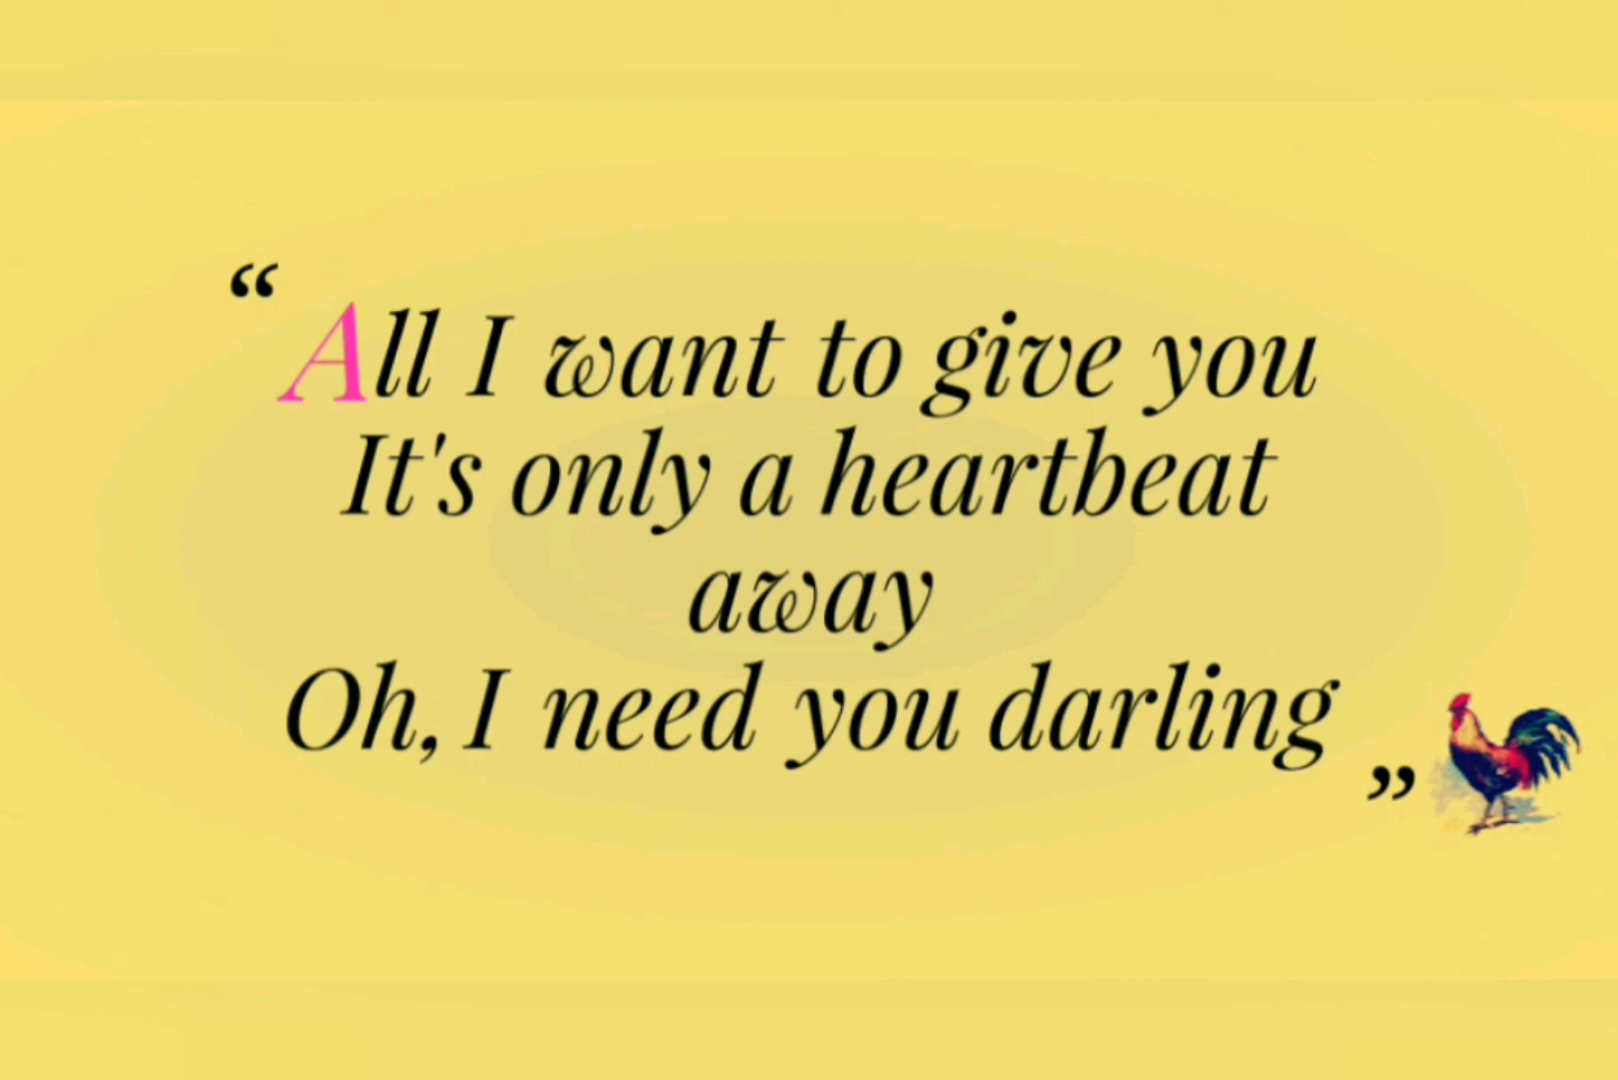 “All I want to give you
It's only a heartbeat
away
Oh, I need you darling”